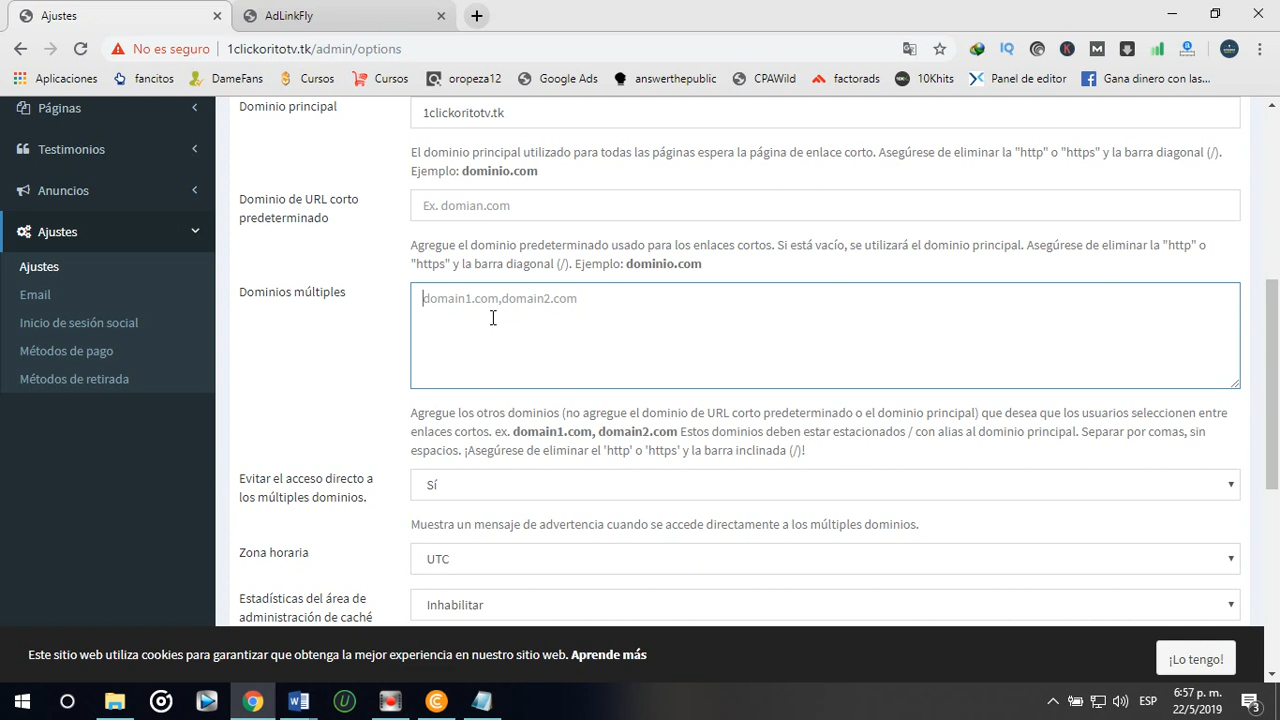 Ajustes
AdLinkFly
No es seguro
1clickoritotv.tk/admin/options
Aplicaciones
fancitos
DameFans
Cursos
Cursos
oropeza12
Google Ads
answerthepublic
CPAWild
factorads
10Khits
Panel de editor
Gana dinero con las...
Páginas
Testimonios
Anuncios
Ajustes
Ajustes
Email
Inicio de sesión social
Métodos de pago
Métodos de retirada
Dominio principal
1clickoritotv.tk
El dominio principal utilizado para todas las páginas espera la página de enlace corto. Asegúrese de eliminar la "http" o "https" y la barra diagonal (/).
Ejemplo: dominio.com
Dominio de URL corto
predeterminado
Ex. domian.com
Agregue el dominio predeterminado usado para los enlaces cortos. Si está vacío, se utilizará el dominio principal. Asegúrese de eliminar la "http" o
"https" y la barra diagonal (/). Ejemplo: dominio.com
Dominios múltiples
domain1.com,domain2.com
Agregue los otros dominios (no agregue el dominio de URL corto predeterminado o el dominio principal) que desea que los usuarios seleccionen entre
enlaces cortos. ex. domain1.com, domain2.com Estos dominios deben estar estacionados / con alias al dominio principal. Separar por comas, sin
espacios. ¡Asegúrese de eliminar el 'http' o 'https' y la barra inclinada (/)!
Evitar el acceso directo a
los múltiples dominios.
Sí
Muestra un mensaje de advertencia cuando se accede directamente a los múltiples dominios.
Zona horaria
UTC
Estadísticas del área de
administración de caché
Inhabilitar
Este sitio web utiliza cookies para garantizar que obtenga la mejor experiencia en nuestro sitio web. Aprende más
¡Lo tengo!
ESP
6:57 p. m.
22/5/2019
3